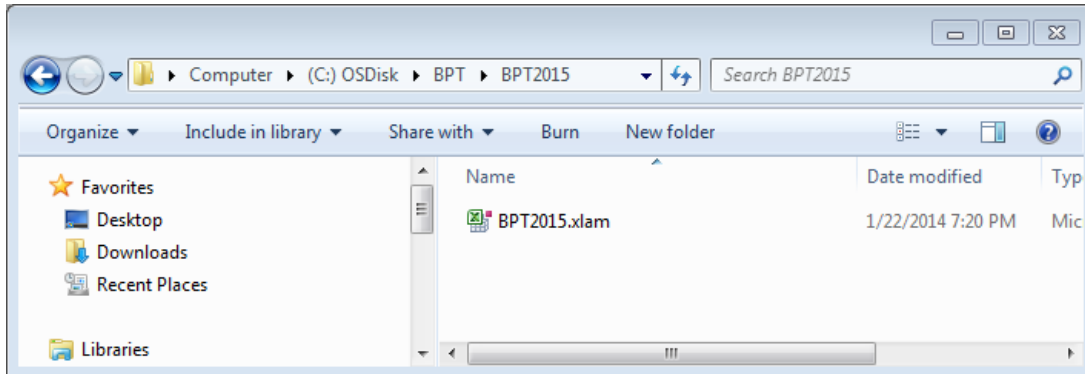 Computer (C:) OSDisk BPT BPT2015 Search BPT2015
Organize Include in library Share with Burn New folder
Favorites
Desktop
Downloads
Recent Places
Libraries
Name Date modified Typ
BPT2015.xlam 1/22/2014 7:20 PM Mic